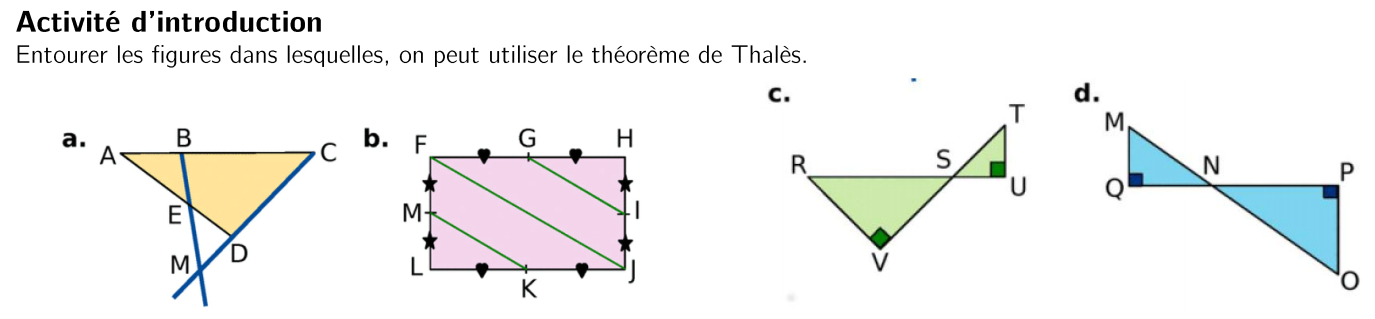 Activité d'introduction
Entourer les figures dans lesquelles, on peut utiliser le théorème de Thalès.
a.
A
B
C
E
D
M
b.
F
G
H
M
I
L
K
J
c.
R
S
T
U
V
d.
M
N
P
Q
O